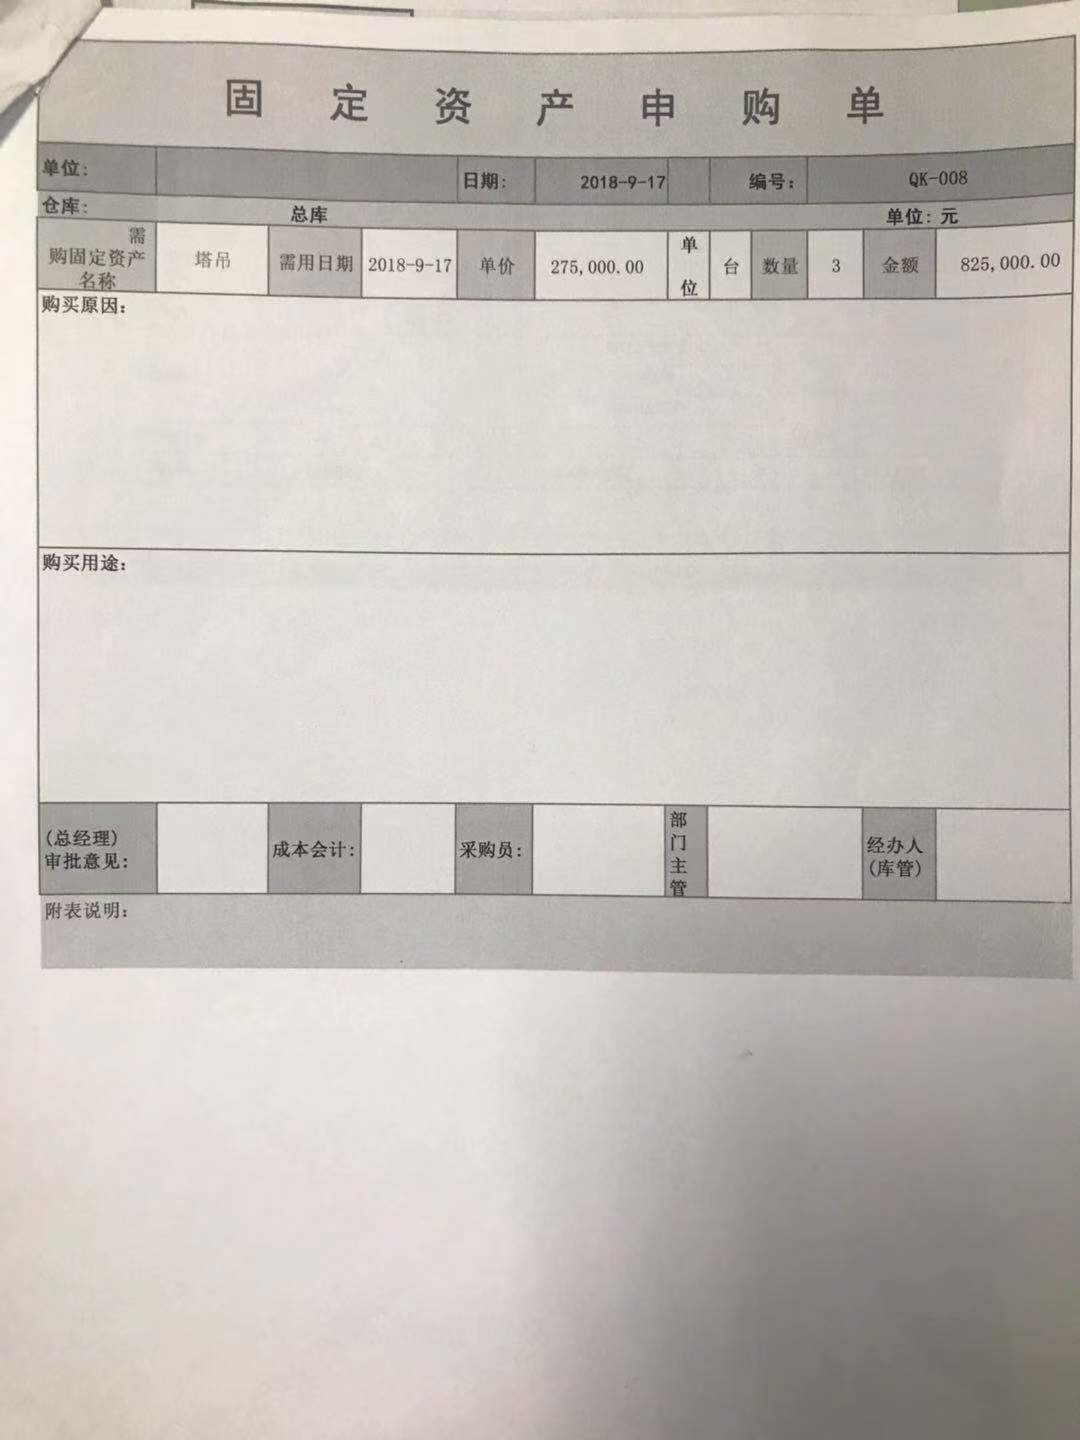 固定资产申购单
单位: 日期: 2018-9-17 编号: QK-008
仓库: 总库 单位: 元
需购固定资产名称 塔吊 需用日期 2018-9-17 单价 275,000.00 单位 台 数量 3 金额 825,000.00
购买原因:
购买用途:
(总经理)审批意见: 成本会计: 采购员: 部门主管 经办人(库管)
附表说明: